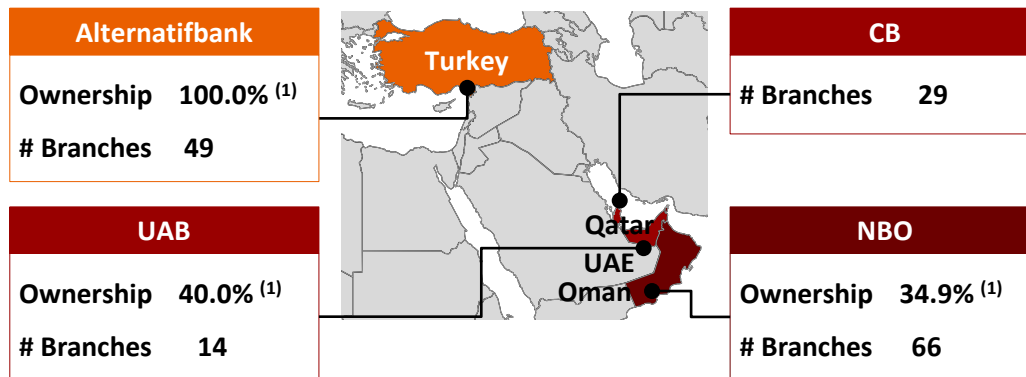 Alternatifbank
Ownership 100.0% (1)
# Branches 49
UAB
Ownership 40.0% (1)
# Branches 14
Turkey
Qatar
UAE
Oman
CB
# Branches 29
NBO
Ownership 34.9% (1)
# Branches 66